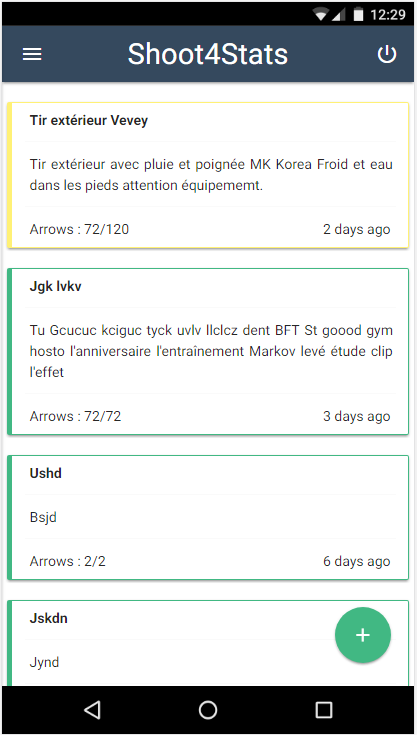 12:29
Shoot4Stats
Tir extérieur Vevey
Tir extérieur avec pluie et poignée MK Korea Froid et eau
dans les pieds attention équipememt.
Arrows : 72/120 2 days ago
Jgk lvkv
Tu Gcucuc kciguc tyck uvlv llclcz dent BFT St goood gym
hosto l'anniversaire l'entraînement Markov levé étude clip
l'effet
Arrows : 72/72 3 days ago
Ushd
Bsjd
Arrows : 2/2 6 days ago
Jskdn
Jynd